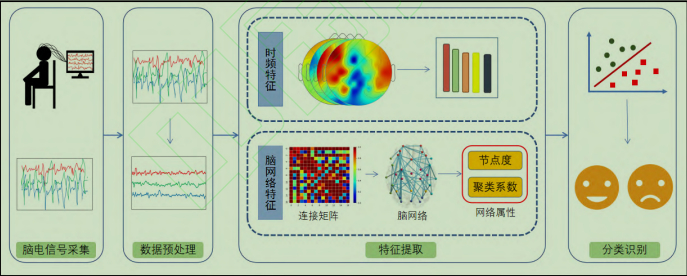 时频特征
脑网络特征
连接矩阵
脑网络
节点度
聚类系数
网络属性
脑电信号采集
数据预处理
特征提取
分类识别